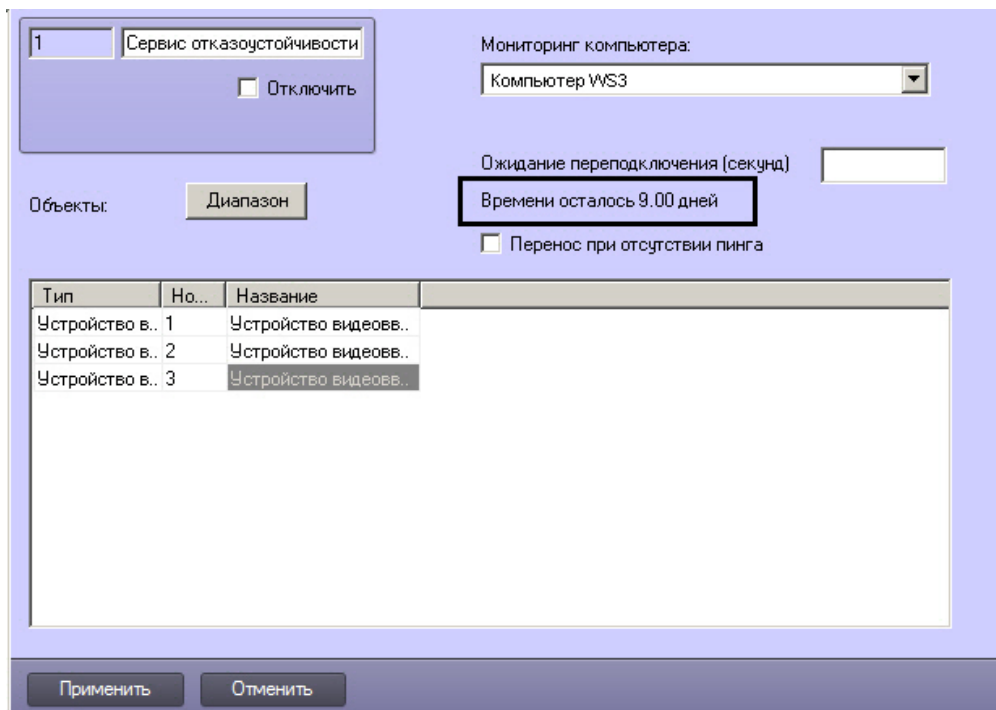 1
Сервис отказоустойчивости
Отключить
Мониторинг компьютера:
Компьютер WS3
Ожидание переподключения (секунд)
Времени осталось 9.00 дней
Перенос при отсутствии пинга
Объекты:
Диапазон
Тип Но... Название
Устройство в.. 1 Устройство видеовв..
Устройство в.. 2 Устройство видеовв..
Устройство в.. 3 Устройство видеовв..
Применить Отменить